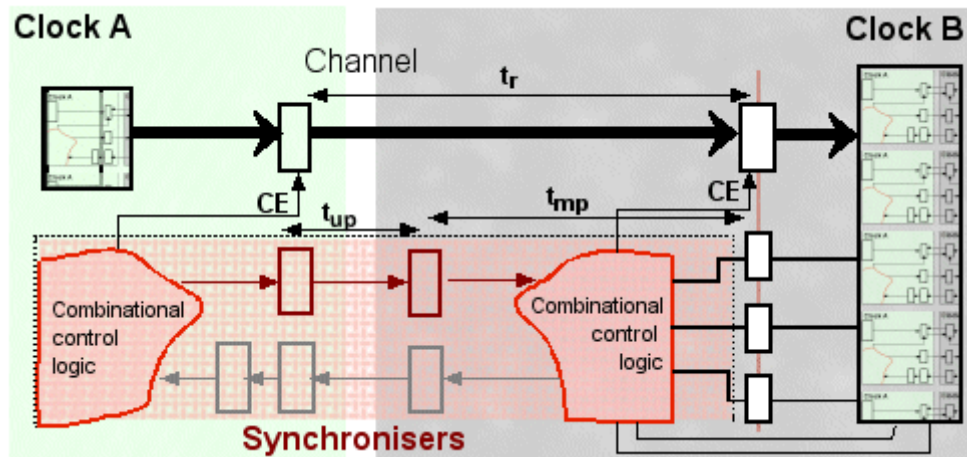 Clock A
Clock B
Channel
tr
CE
CE
tup
tmp
Combinational
control
logic
Combinational
control
logic
Synchronisers